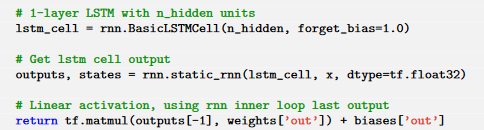 # 1-layer LSTM with n_hidden units
lstm_cell = rnn.BasicLSTMCell(n_hidden, forget_bias=1.0)
# Get lstm cell output
outputs, states = rnn.static_rnn(lstm_cell, x, dtype=tf.float32)
# Linear activation, using rnn inner loop last output
return tf.matmul(outputs[-1], weights['out']) + biases['out']